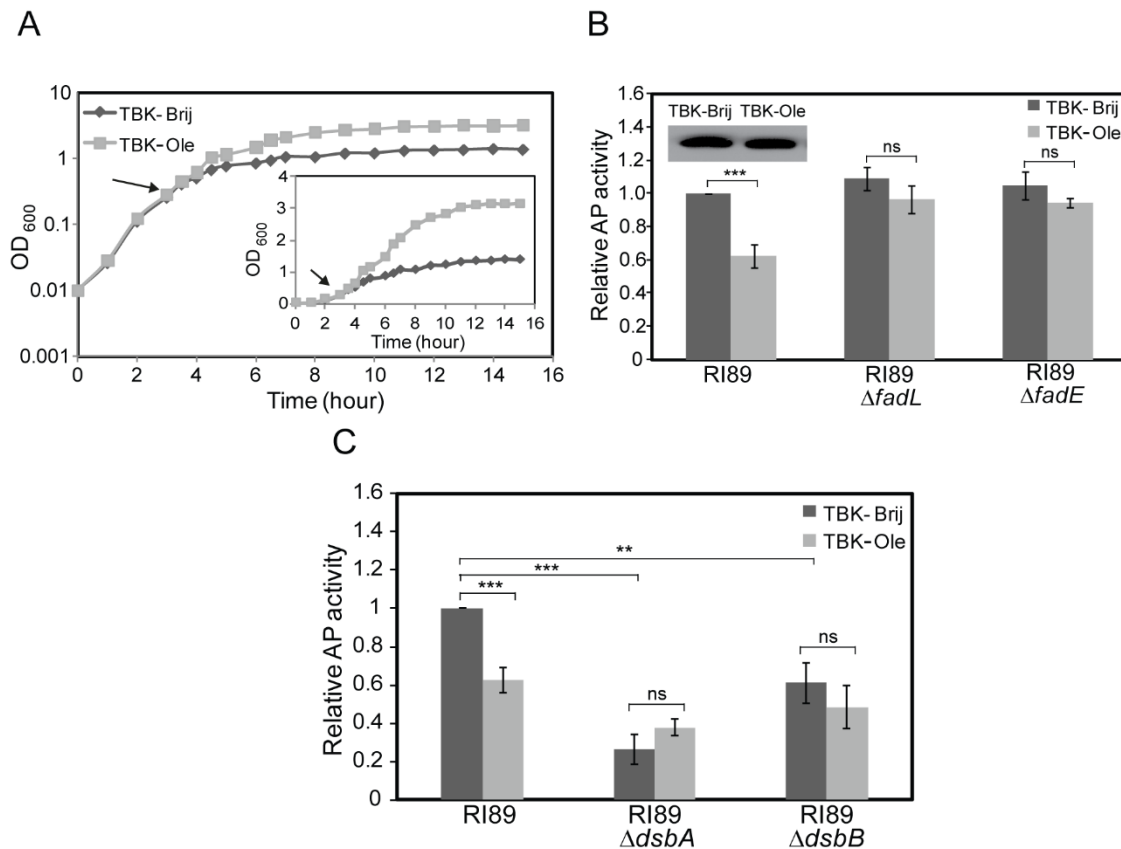 A
OD600
10
1
0.1
0.01
0.001
TBK-Brij
TBK-Ole
OD600
4
3
2
1
0
0 2 4 6 8 10 12 14 16
Time (hour)
0 2 4 6 8 10 12 14 16
Time (hour)
B
Relative AP activity
1.6
1.4
1.2
1.0
0.8
0.6
0.4
0.2
0
TBK-Brij TBK-Ole
TBK-Brij
TBK-Ole
***
ns
ns
RI89
RI89
ΔfadL
RI89
ΔfadE
C
Relative AP activity
1.6
1.4
1.2
1
0.8
0.6
0.4
0.2
0
TBK-Brij
TBK-Ole
**
***
***
ns
ns
RI89
RI89
ΔdsbA
RI89
ΔdsbB